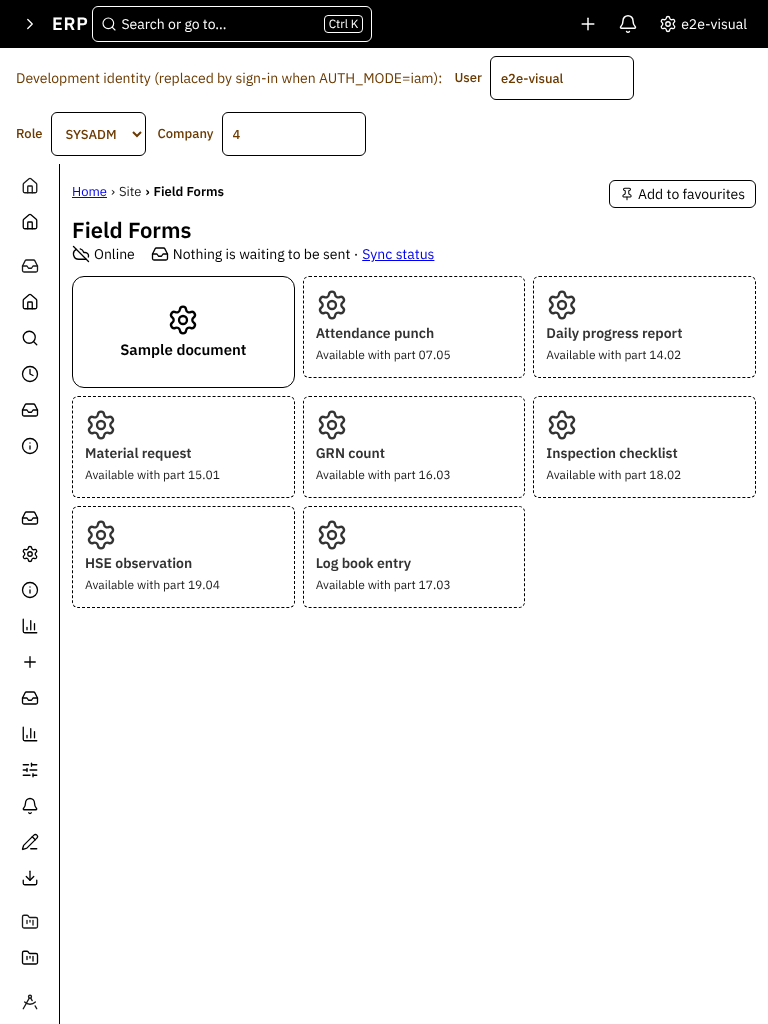 ERP Search or go to... Ctrl K e2e-visual
Development identity (replaced by sign-in when AUTH_MODE=iam): User e2e-visual
Role SYSADM Company 4
Home › Site › Field Forms
Add to favourites
Field Forms
Online Nothing is waiting to be sent · Sync status
Sample document
Attendance punch
Available with part 07.05
Daily progress report
Available with part 14.02
Material request
Available with part 15.01
GRN count
Available with part 16.03
Inspection checklist
Available with part 18.02
HSE observation
Available with part 19.04
Log book entry
Available with part 17.03